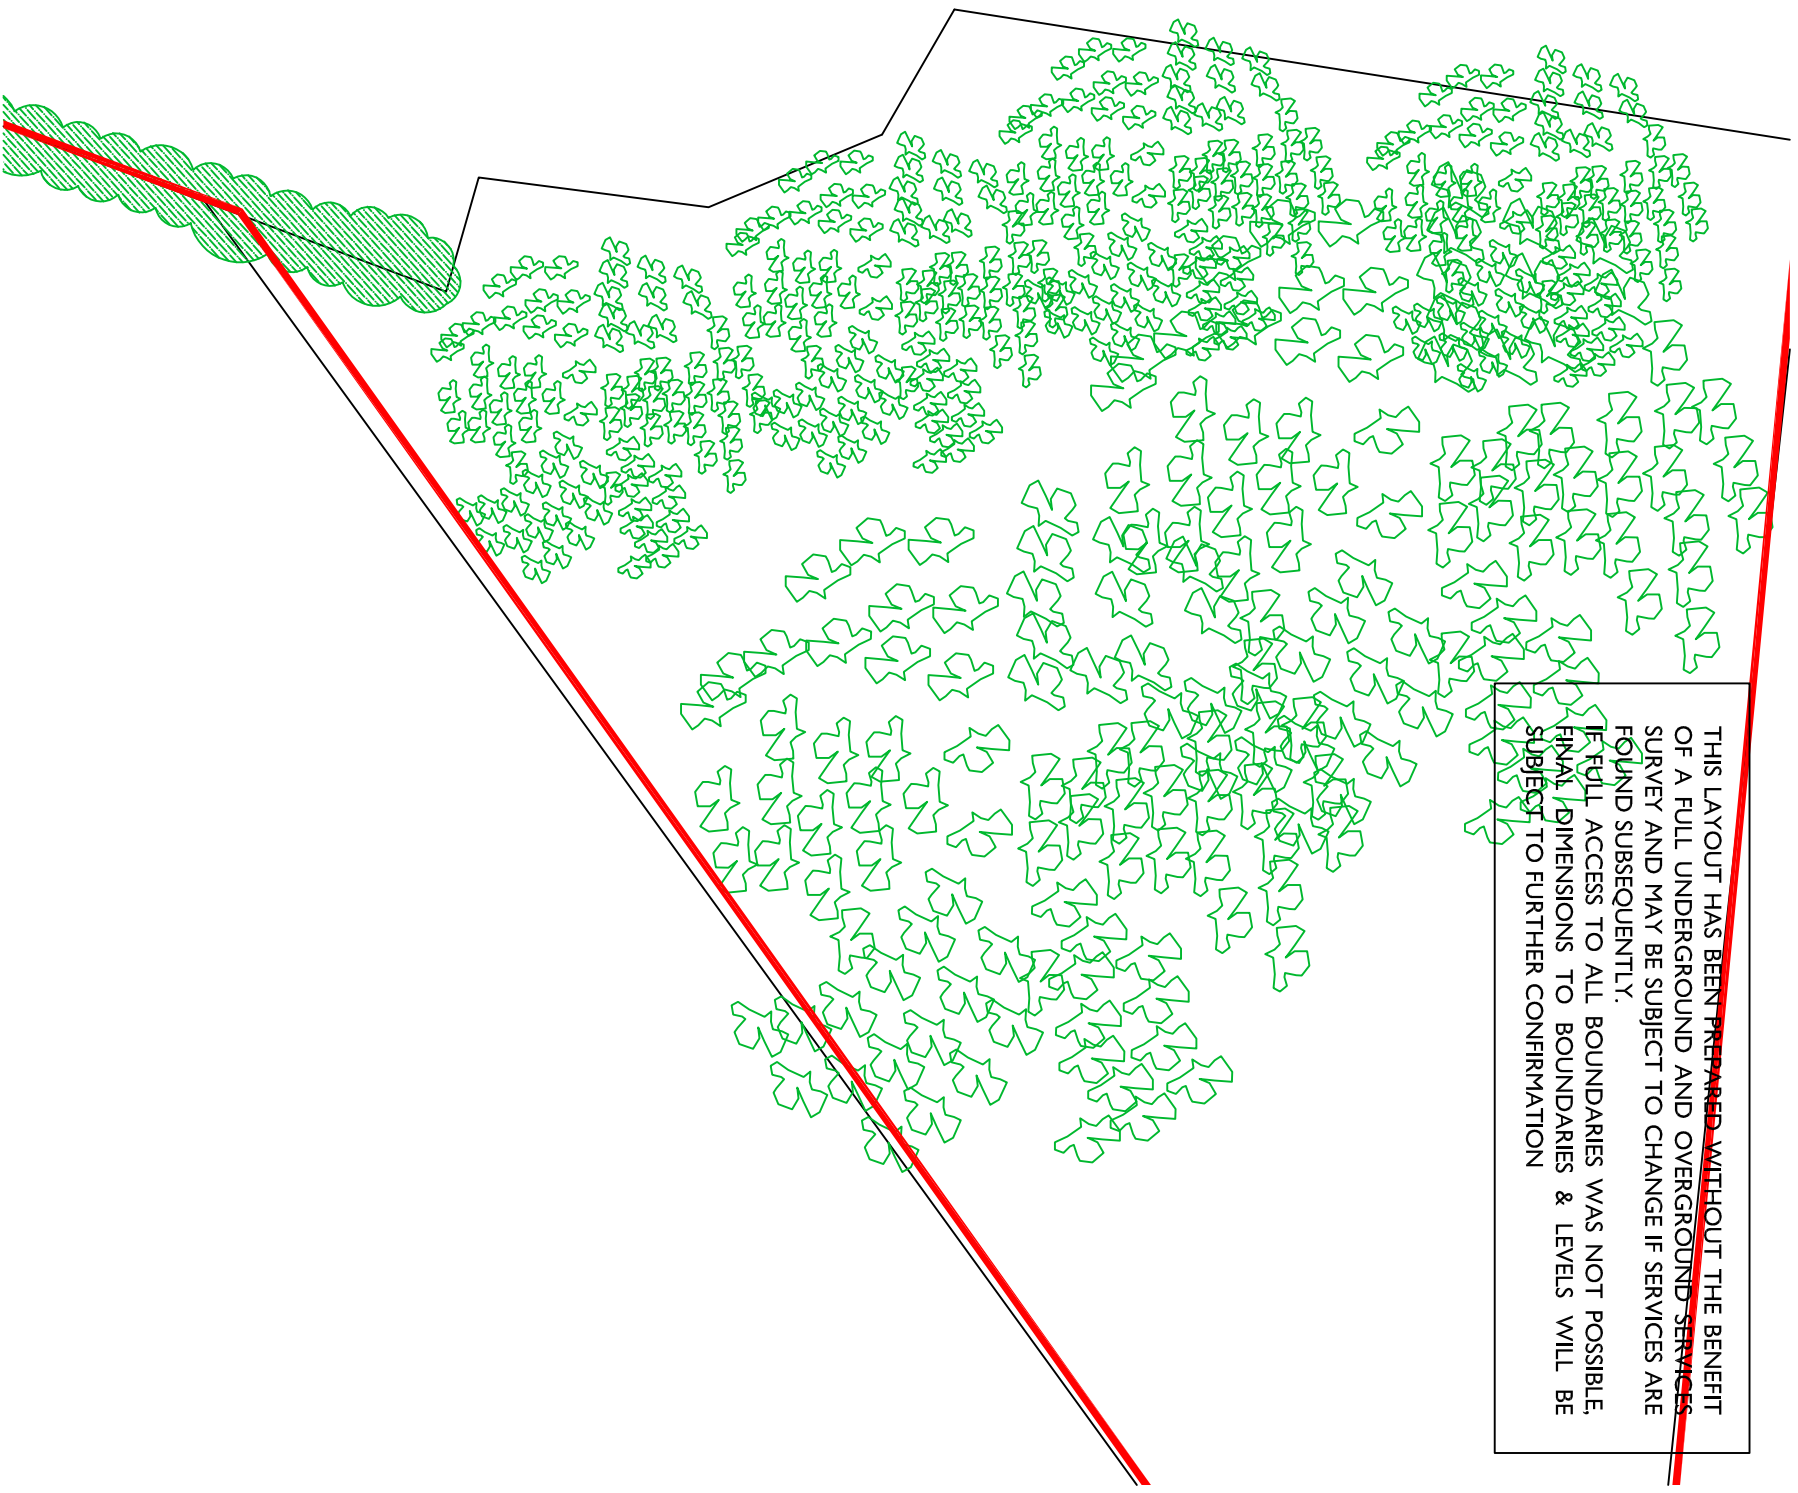 THIS LAYOUT HAS BEEN PREPARED WITHOUT THE BENEFIT
OF A FULL UNDERGROUND AND OVERGROUND SERVICES
SURVEY AND MAY BE SUBJECT TO CHANGE IF SERVICES ARE
FOUND SUBSEQUENTLY.
IF FULL ACCESS TO ALL BOUNDARIES WAS NOT POSSIBLE,
FINAL DIMENSIONS TO BOUNDARIES & LEVELS WILL BE
SUBJECT TO FURTHER CONFIRMATION